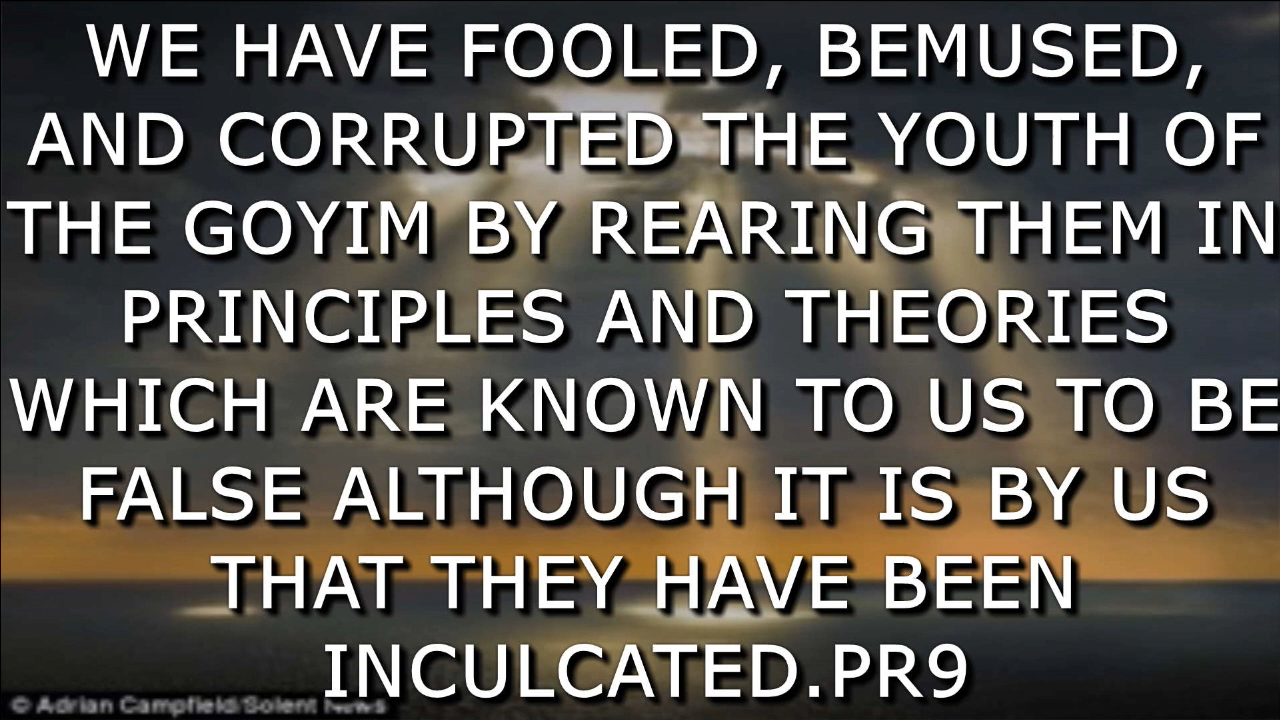 WE HAVE FOOLED, BEMUSED,
AND CORRUPTED THE YOUTH OF
THE GOYIM BY REARING THEM IN
PRINCIPLES AND THEORIES
WHICH ARE KNOWN TO US TO BE
FALSE ALTHOUGH IT IS BY US
THAT THEY HAVE BEEN
INCULCATED.PR9
© Adrian Campfield/Solent News